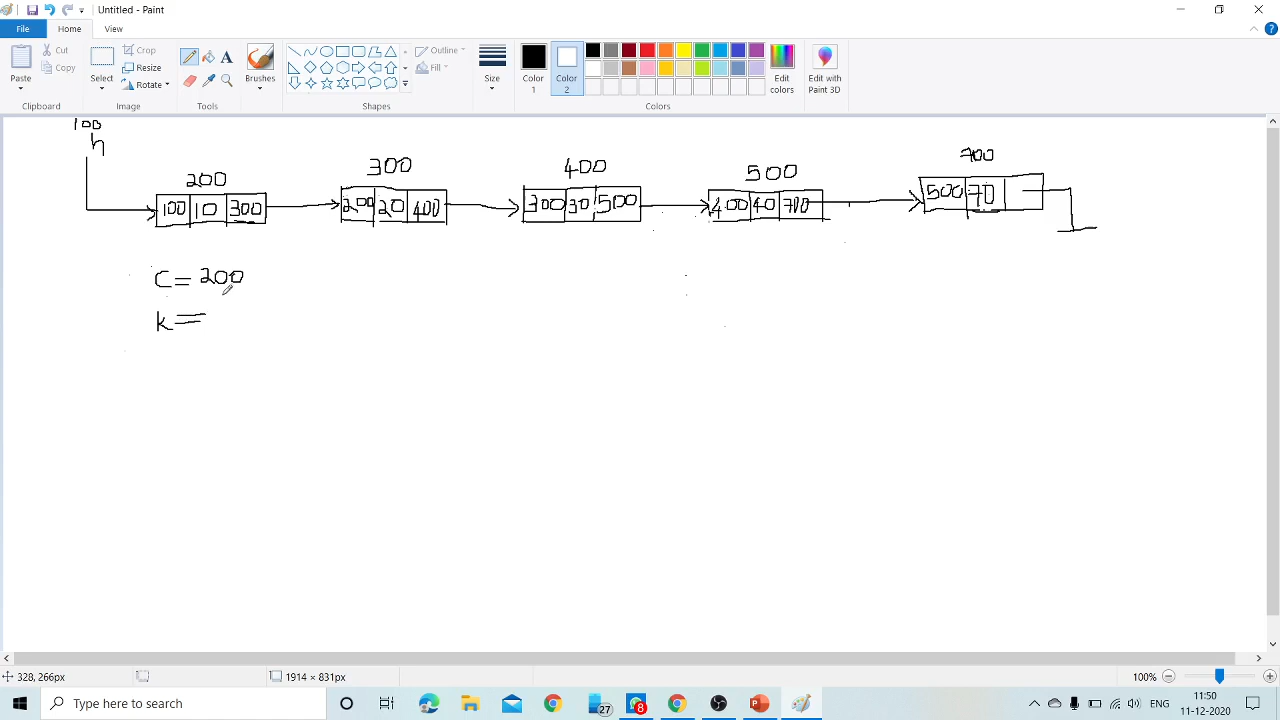 Untitled - Paint
File Home View
Paste
Cut
Copy
Clipboard
Select
Crop
Resize
Rotate
Image
Tools
Brushes
Shapes
Outline
Fill
Size
Color 1
Color 2
Colors
Edit colors
Edit with Paint 3D
100
h
200 300 400 500 700
100 10 300
200 20 400
300 30 500
400 40 700
500 70
C = 200
k =
328, 266px
1914 × 831px
100%
Type here to search
27
8
ENG
11:50
11-12-2020